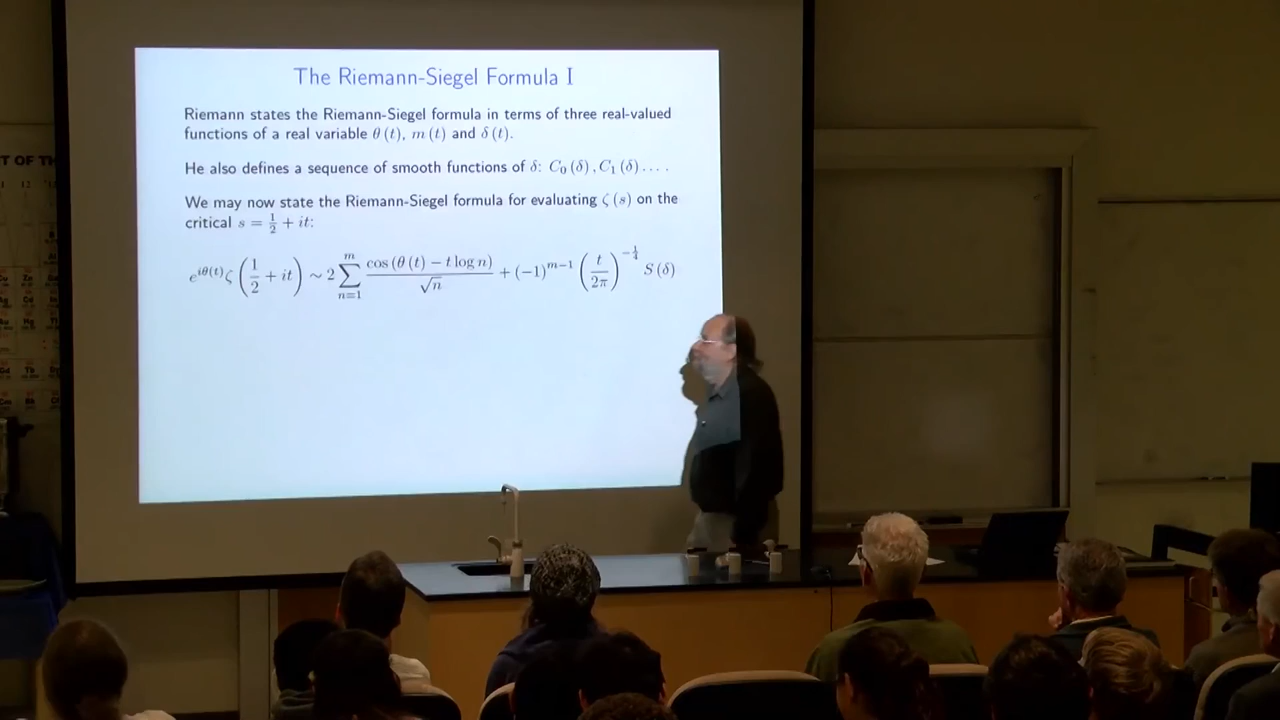 The Riemann-Siegel Formula I
Riemann states the Riemann-Siegel formula in terms of three real-valued
functions of a real variable θ (t), m (t) and δ (t).
He also defines a sequence of smooth functions of δ: C₀ (δ) , C₁ (δ) . . . .
We may now state the Riemann-Siegel formula for evaluating ζ (s) on the
critical s = 1/2 + it:
e^{iθ(t)} ζ (1/2 + it) ∼ 2 ∑_{n=1}^{m} cos (θ (t) − t log n) / √n + (−1)^{m−1} (t/2π)^{−1/4} S (δ)
T OF TH